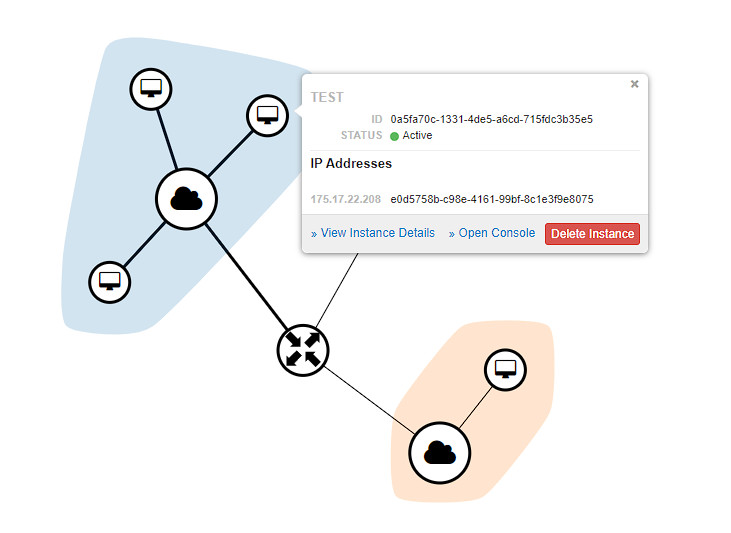 TEST
ID 0a5fa70c-1331-4de5-a6cd-715fdc3b35e5
STATUS Active
IP Addresses
175.17.22.208 e0d5758b-c98e-4161-99bf-8c1e3f9e8075
» View Instance Details » Open Console Delete Instance